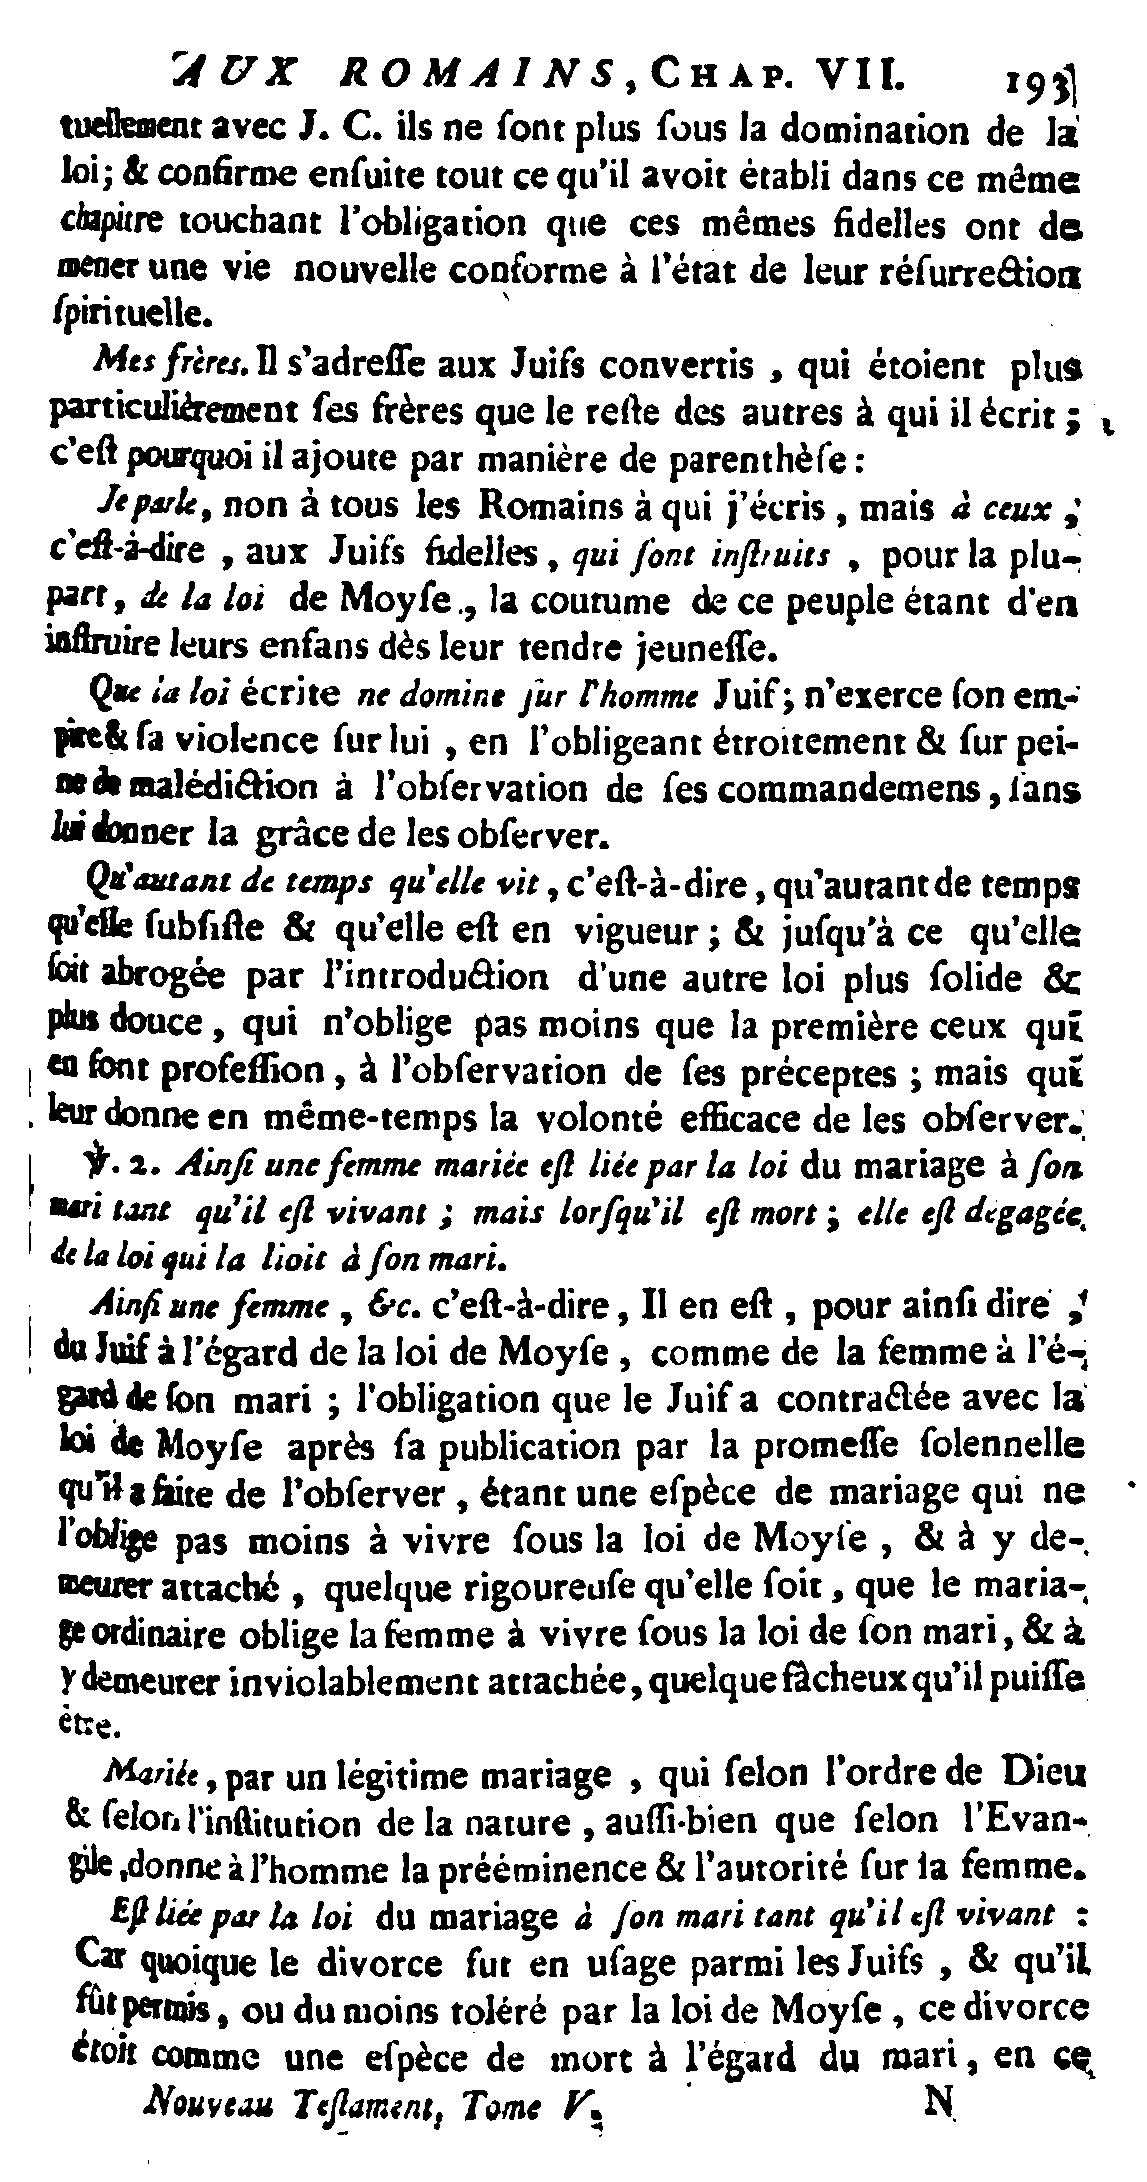 AUX ROMAINS, CHAP. VII. 193
tuellement avec J. C. ils ne ſont plus ſous la domination de la
loi; & confirme enſuite tout ce qu'il avoit établi dans ce même
chapitre touchant l'obligation que ces mêmes fidelles ont de
mener une vie nouvelle conforme à l'état de leur réſurrection
ſpirituelle.
Mes frères. Il s'adreſſe aux Juifs convertis , qui étoient plus
particulièrement ſes frères que le reſte des autres à qui il écrit ;
c'eſt pourquoi il ajoute par manière de parenthèſe :
Je parle, non à tous les Romains à qui j'écris , mais à ceux ,
c'eſt-à-dire , aux Juifs fidelles , qui ſont inſtruits , pour la plu-
part, de la loi de Moyſe , la coutume de ce peuple étant d'en
inſtruire leurs enfans dès leur tendre jeuneſſe.
Que la loi écrite ne domine ſur l'homme Juif ; n'exerce ſon em-
pire & ſa violence ſur lui , en l'obligeant étroitement & ſur pei-
ne de malédiction à l'obſervation de ſes commandemens, ſans
lui donner la grâce de les obſerver.
Qu'autant de temps qu'elle vit , c'eſt-à-dire , qu'autant de temps
qu'elle ſubſiſte & qu'elle eſt en vigueur ; & juſqu'à ce qu'elle
ſoit abrogée par l'introduction d'une autre loi plus ſolide &
plus douce , qui n'oblige pas moins que la première ceux qui
en font profeſſion , à l'obſervation de ſes préceptes ; mais qui
leur donne en même-temps la volonté efficace de les obſerver.
℣. 2. Ainſi une femme mariée eſt liée par la loi du mariage à ſon
mari tant qu'il eſt vivant ; mais lorſqu'il eſt mort ; elle eſt dégagée
de la loi qui la lioit à ſon mari.
Ainſi une femme , &c. c'eſt-à-dire , Il en eſt , pour ainſi dire ,
du Juif à l'égard de la loi de Moyſe , comme de la femme à l'é-
gard de ſon mari ; l'obligation que le Juif a contractée avec la
loi de Moyſe après ſa publication par la promeſſe ſolennelle
qu'il a faite de l'obſerver , étant une eſpèce de mariage qui ne
l'oblige pas moins à vivre ſous la loi de Moyſe , & à y de-
meurer attaché , quelque rigoureuſe qu'elle ſoit , que le maria-
ge ordinaire oblige la femme à vivre ſous la loi de ſon mari , & à
y demeurer inviolablement attachée, quelque fâcheux qu'il puiſſe
être.
Mariée , par un légitime mariage , qui ſelon l'ordre de Dieu
& ſelon l'inſtitution de la nature , auſſi-bien que ſelon l'Evan-
gile , donne à l'homme la prééminence & l'autorité ſur la femme.
Eſt liée par la loi du mariage à ſon mari tant qu'il eſt vivant :
Car quoique le divorce fut en uſage parmi les Juifs , & qu'il
fût permis , ou du moins toléré par la loi de Moyſe , ce divorce
étoit comme une eſpèce de mort à l'égard du mari , en ce
Nouveau Teſtament, Tome V. N